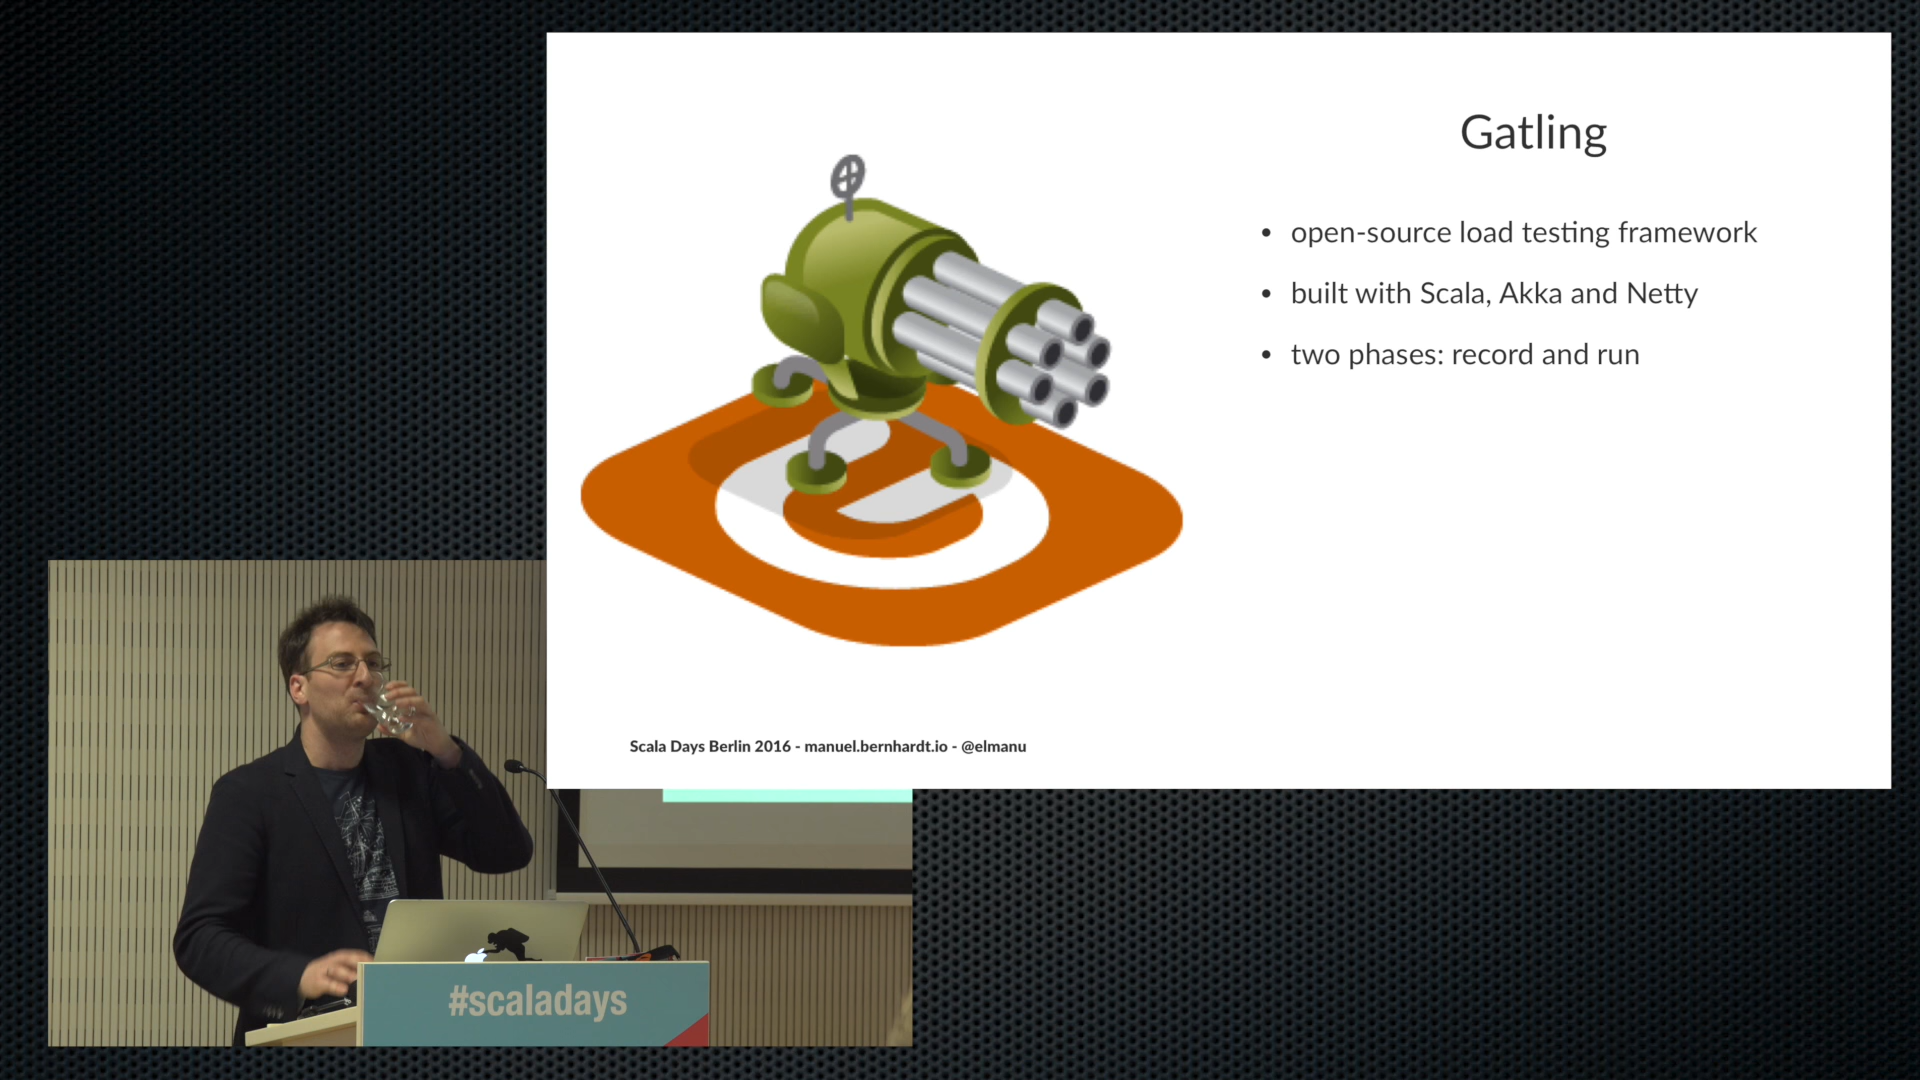 Gatling
• open-source load testing framework
• built with Scala, Akka and Netty
• two phases: record and run
Scala Days Berlin 2016 - manuel.bernhardt.io - @elmanu
#scaladays